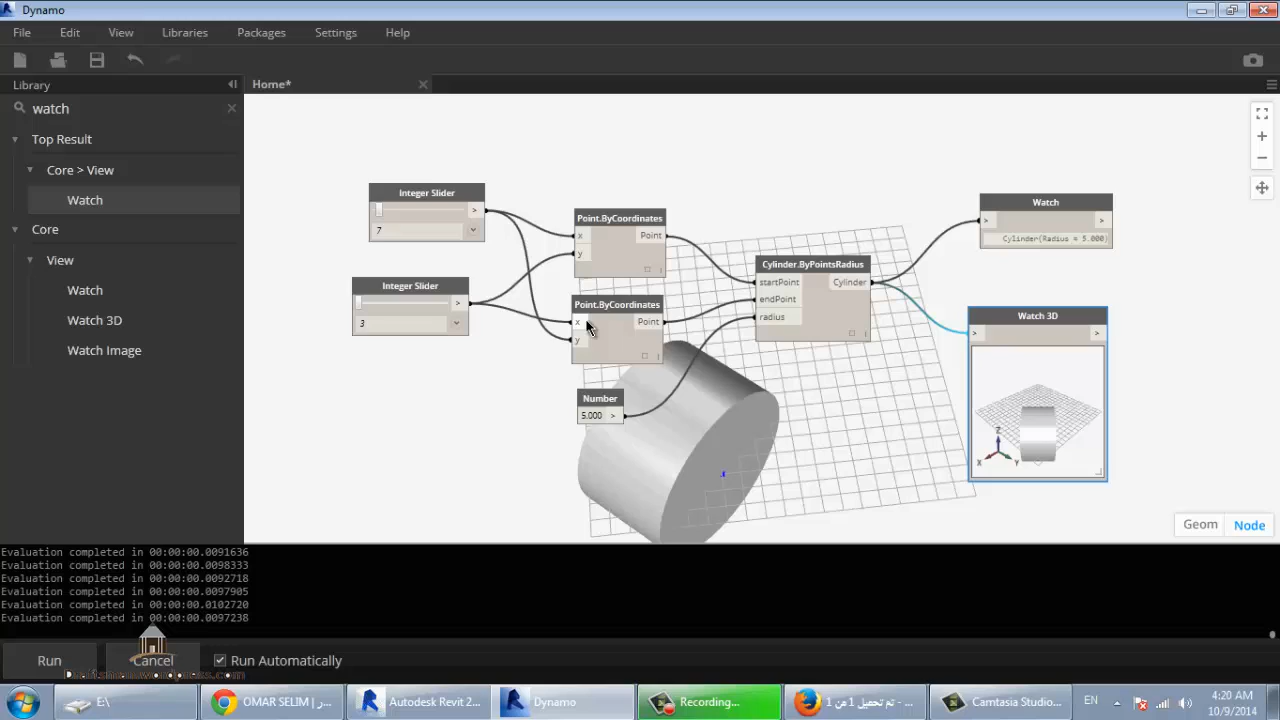 Dynamo
File Edit View Libraries Packages Settings Help
Library
Home*
watch
Top Result
Core > View
Watch
Core
View
Watch
Watch 3D
Watch Image
Integer Slider
>
7
Integer Slider
>
3
Point.ByCoordinates
x Point
y
Point.ByCoordinates
x Point
y
Number
5.000 >
Cylinder.ByPointsRadius
startPoint Cylinder
endPoint
radius
Watch
> >
Cylinder(Radius = 5.000)
Watch 3D
> >
Z
X Y
Geom Node
Evaluation completed in 00:00:00.0091636
Evaluation completed in 00:00:00.0098333
Evaluation completed in 00:00:00.0092718
Evaluation completed in 00:00:00.0097905
Evaluation completed in 00:00:00.0102720
Evaluation completed in 00:00:00.0097238
Run Cancel Run Automatically
E:\ OMAR SELIM | ر... Autodesk Revit 2... Dynamo Recording... تم تحميل 1 من 1 - ... Camtasia Studio... EN
4:20 AM
10/9/2014